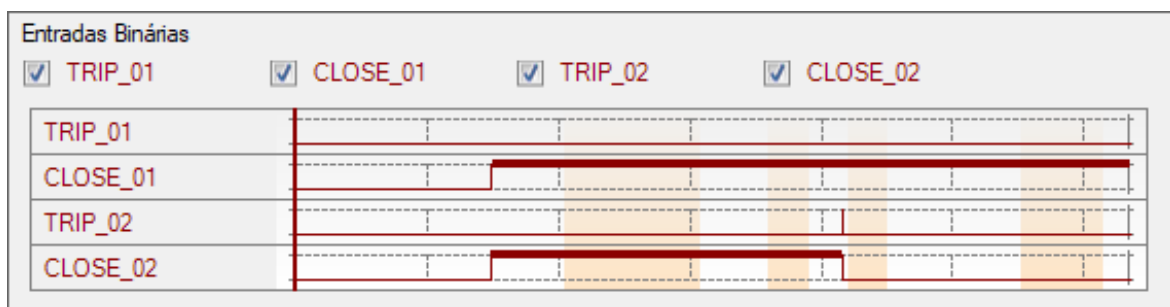 Entradas Binárias
TRIP_01 CLOSE_01 TRIP_02 CLOSE_02
TRIP_01
CLOSE_01
TRIP_02
CLOSE_02